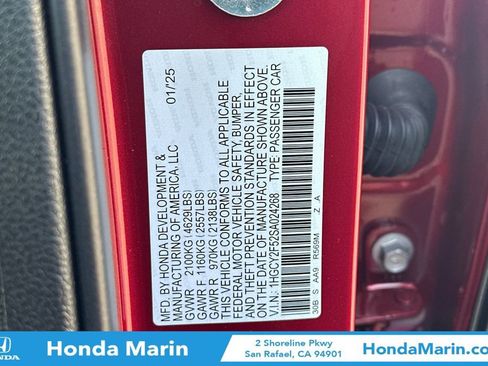 MFD. BY HONDA DEVELOPMENT &
MANUFACTURING OF AMERICA, LLC
01/'25
GVWR 2100KG(4629LBS)
GAWR F 1160KG(2557LBS)
GAWR R 970KG(2138LBS)
THIS VEHICLE CONFORMS TO ALL APPLICABLE
FEDERAL MOTOR VEHICLE SAFETY, BUMPER,
AND THEFT PREVENTION STANDARDS IN EFFECT
ON THE DATE OF MANUFACTURE SHOWN ABOVE.
V.I.N.: 1HGCY2F52SA024268 TYPE: PASSENGER CAR
30B S AA9 R569M Z A
HONDA
Honda Marin
2 Shoreline Pkwy
San Rafael, CA 94901
HondaMarin.com